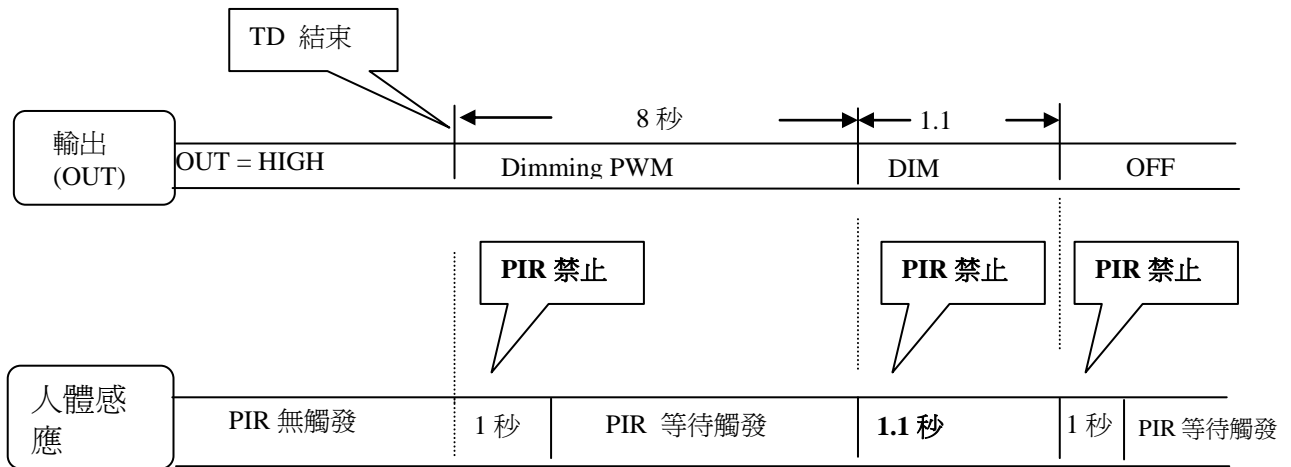 TD 結束
8 秒
1.1
輸出
(OUT)
OUT = HIGH
Dimming PWM
DIM
OFF
PIR 禁止
PIR 禁止
PIR 禁止
人體感
應
PIR 無觸發
1 秒
PIR 等待觸發
1.1 秒
1 秒
PIR 等待觸發